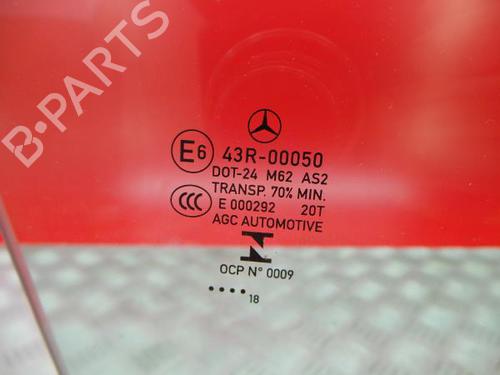 B-PARTS
E6 43R-00050
DOT-24 M62 AS2
TRANSP. 70% MIN.
CCC E 000292 20T
AGC AUTOMOTIVE
N
OCP N° 0009
•••• 18